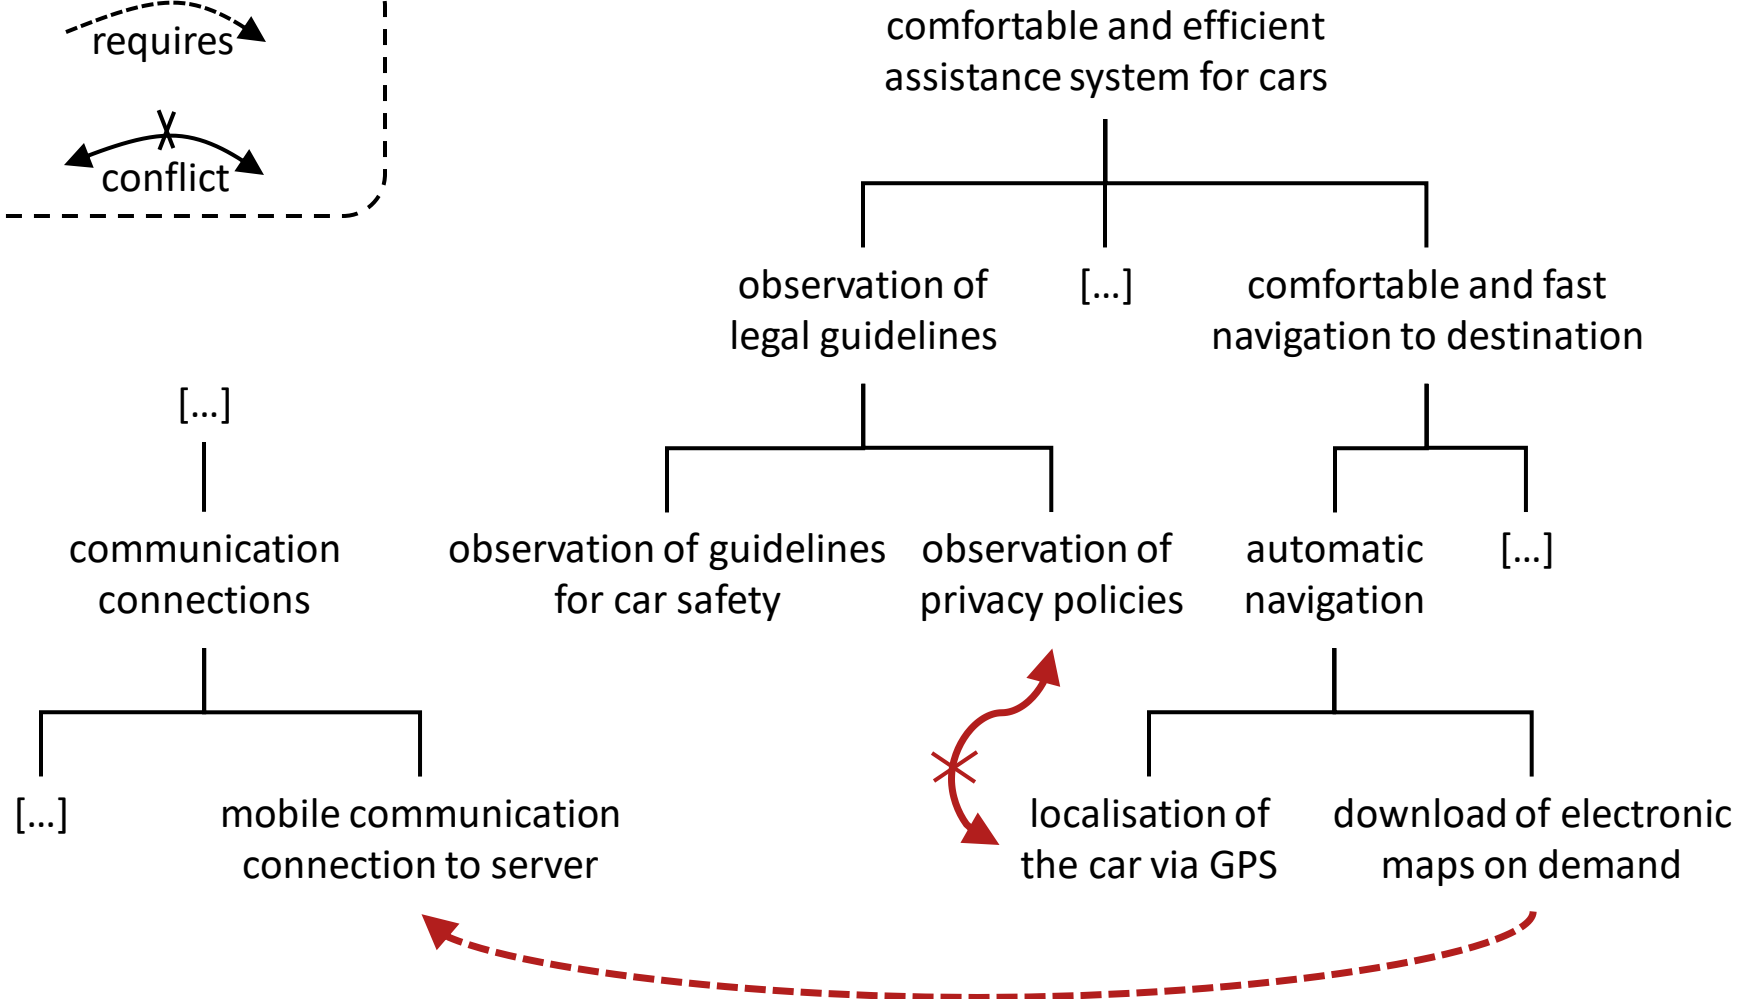 requires
conflict
comfortable and efficient
assistance system for cars
observation of
legal guidelines
[...]
comfortable and fast
navigation to destination
[...]
communication
connections
observation of guidelines
for car safety
observation of
privacy policies
automatic
navigation
[...]
[...]
mobile communication
connection to server
localisation of
the car via GPS
download of electronic
maps on demand